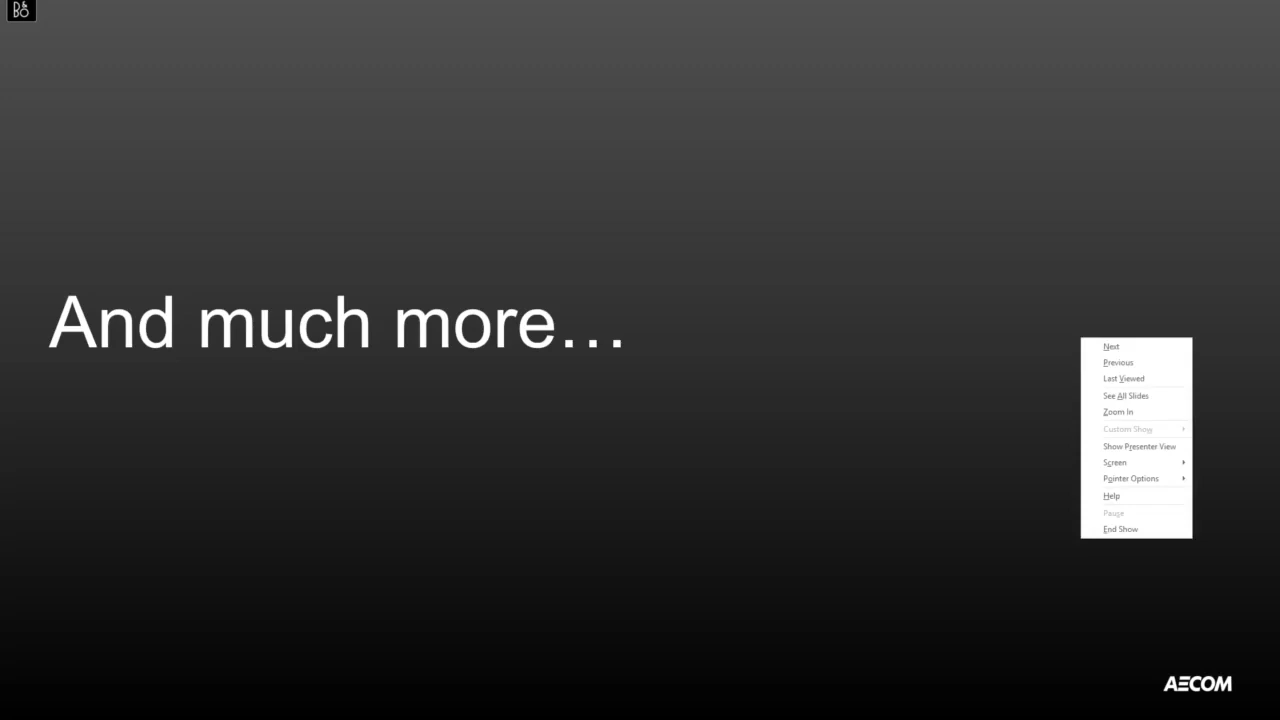 B&O
And much more…
Next
Previous
Last Viewed
See All Slides
Zoom In
Custom Show
Show Presenter View
Screen
Pointer Options
Help
Pause
End Show
AECOM